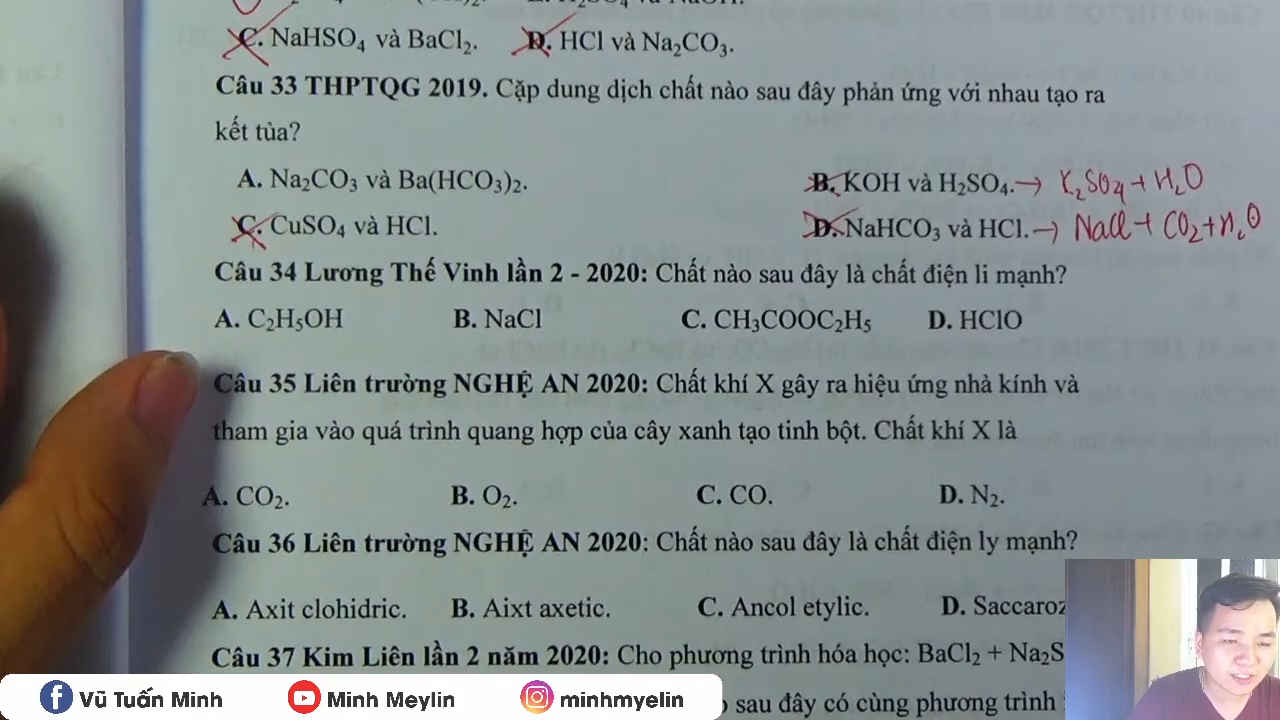 C. NaHSO₄ và BaCl₂. D. HCl và Na₂CO₃.
Câu 33 THPTQG 2019. Cặp dung dịch chất nào sau đây phản ứng với nhau tạo ra
kết tủa?
A. Na₂CO₃ và Ba(HCO₃)₂. B. KOH và H₂SO₄. → K₂SO₄ + H₂O
C. CuSO₄ và HCl. D. NaHCO₃ và HCl. → NaCl + CO₂ + H₂O
Câu 34 Lương Thế Vinh lần 2 - 2020: Chất nào sau đây là chất điện li mạnh?
A. C₂H₅OH B. NaCl C. CH₃COOC₂H₅ D. HClO
Câu 35 Liên trường NGHỆ AN 2020: Chất khí X gây ra hiệu ứng nhà kính và
tham gia vào quá trình quang hợp của cây xanh tạo tinh bột. Chất khí X là
A. CO₂. B. O₂. C. CO. D. N₂.
Câu 36 Liên trường NGHỆ AN 2020: Chất nào sau đây là chất điện ly mạnh?
A. Axit clohidric. B. Aixt axetic. C. Ancol etylic. D. Saccaroz
Câu 37 Kim Liên lần 2 năm 2020: Cho phương trình hóa học: BaCl₂ + Na₂S
sau đây có cùng phương trình
Vũ Tuấn Minh Minh Meylin minhmyelin